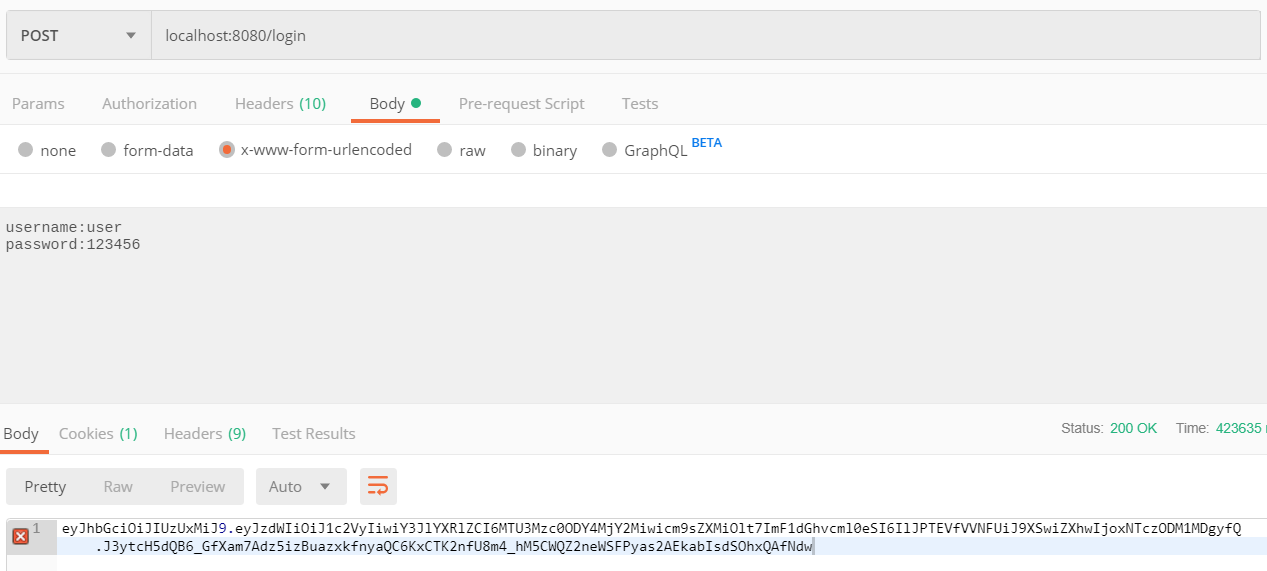 POST localhost:8080/login
Params Authorization Headers (10) Body Pre-request Script Tests
none form-data x-www-form-urlencoded raw binary GraphQL BETA
username:user
password:123456
Body Cookies (1) Headers (9) Test Results Status: 200 OK Time: 423635
Pretty Raw Preview Auto
1 eyJhbGciOiJIUzUxMiJ9.eyJzdWIiOiJ1c2VyIiwiY3JlYXRlZCI6MTU3Mzc0ODY4MjY2Miwicm9sZXMiOlt7ImF1dGhvcml0eSI6IlJPTEVfVVNFUiJ9XSwiZXhwIjoxNTczODM1MDgyfQ
.J3ytcH5dQB6_GfXam7Adz5izBuazxkfnyaQC6KxCTK2nfU8m4_hM5CWQZ2neWSFPyas2AEkabIsdSOhxQAfNdw